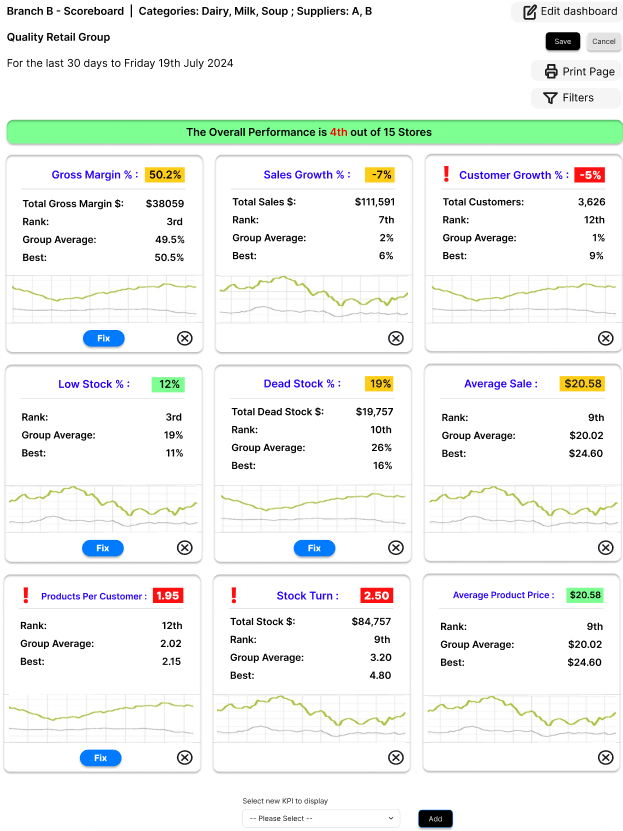 Branch B - Scoreboard | Categories: Dairy, Milk, Soup ; Suppliers: A, B
Edit dashboard
Quality Retail Group
Save
Cancel
For the last 30 days to Friday 19th July 2024
Print Page
Filters
The Overall Performance is 4th out of 15 Stores
Gross Margin % : 50.2%
Total Gross Margin $: $38059
Rank: 3rd
Group Average: 49.5%
Best: 50.5%
Fix
Sales Growth % : -7%
Total Sales $: $111,591
Rank: 7th
Group Average: 2%
Best: 6%
! Customer Growth % : -5%
Total Customers: 3,626
Rank: 12th
Group Average: 1%
Best: 9%
Low Stock % : 12%
Rank: 3rd
Group Average: 19%
Best: 11%
Fix
Dead Stock % : 19%
Total Dead Stock $: $19,757
Rank: 10th
Group Average: 26%
Best: 16%
Fix
Average Sale : $20.58
Rank: 9th
Group Average: $20.02
Best: $24.60
! Products Per Customer : 1.95
Rank: 12th
Group Average: 2.02
Best: 2.15
Fix
! Stock Turn : 2.50
Total Stock $: $84,757
Rank: 9th
Group Average: 3.20
Best: 4.80
Average Product Price : $20.58
Rank: 9th
Group Average: $20.02
Best: $24.60
Select new KPI to display
-- Please Select --
Add